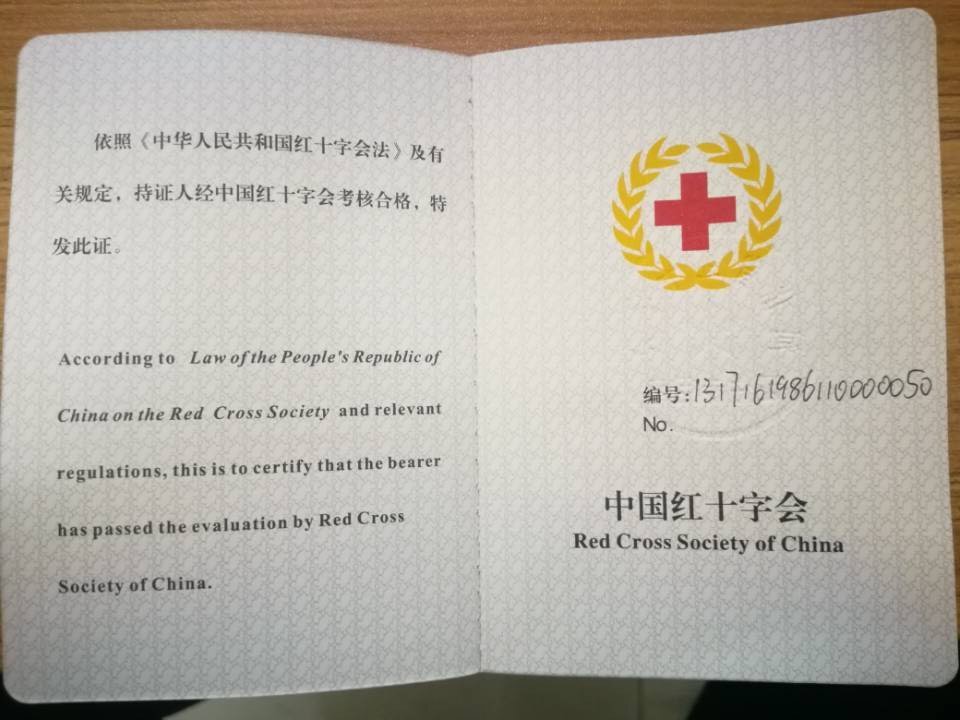 依照《中华人民共和国红十字会法》及有
关规定，持证人经中国红十字会考核合格，特
发此证。
According to Law of the People's Republic of
China on the Red Cross Society and relevant
regulations, this is to certify that the bearer
has passed the evaluation by Red Cross
Society of China.
编号:1317161986110000050
No.
中国红十字会
Red Cross Society of China